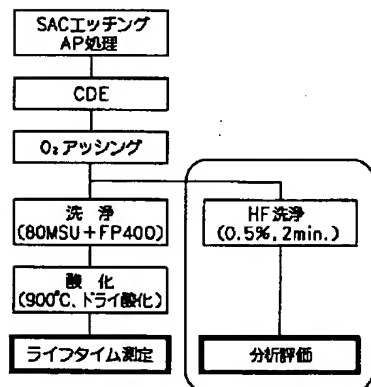 SACエッチング
AP処理
CDE
O₂アッシング
洗 浄
(80MSU+FP400)
HF洗浄
(0.5%, 2min.)
酸 化
(900℃、ドライ酸化)
ライフタイム測定
分析評価